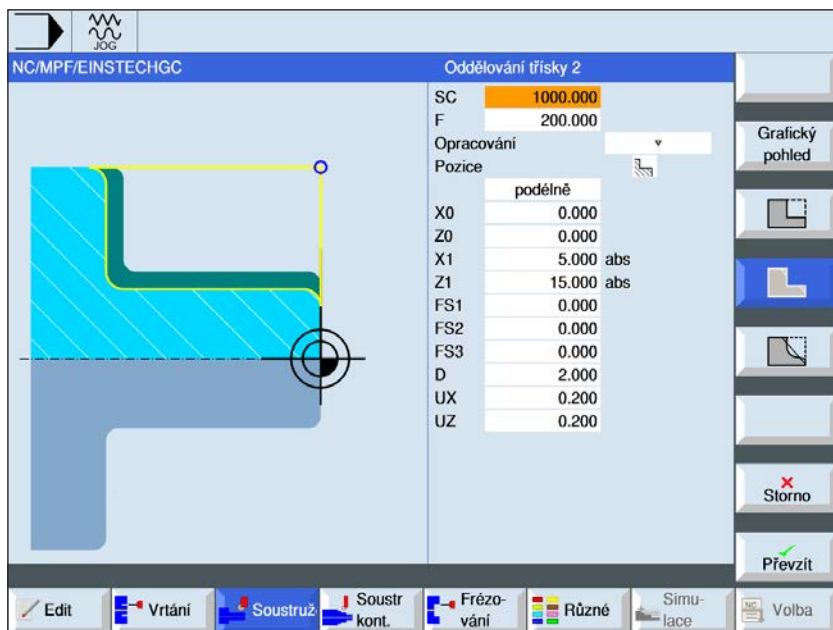 JOG
NC/MPF/EINSTECHGC
Oddělování třísky 2
SC 1000.000
F 200.000
Opracování
Pozice
podélně
X0 0.000
Z0 0.000
X1 5.000 abs
Z1 15.000 abs
FS1 0.000
FS2 0.000
FS3 0.000
D 2.000
UX 0.200
UZ 0.200
Grafický
pohled
Storno
Převzít
Edit
Vrtání
Soustruž
Soustr
kont.
Frézo-
vání
Různé
Simu-
lace
NC
Volba